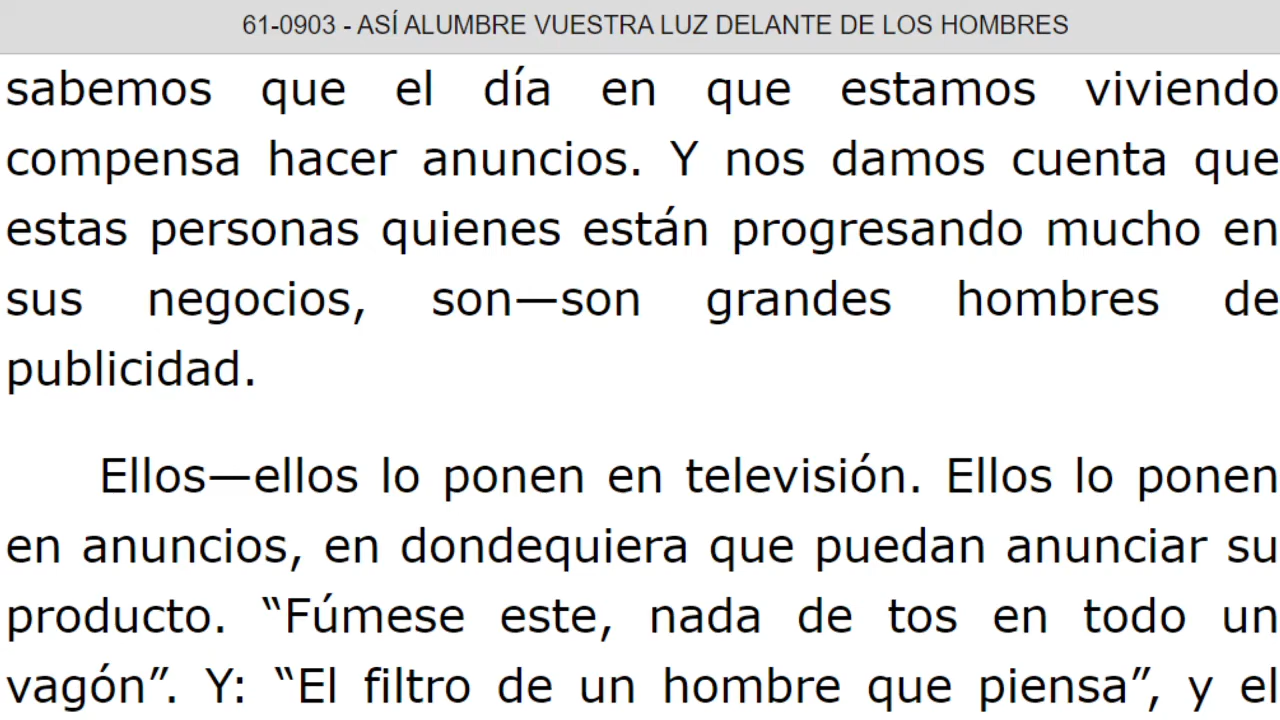 61-0903 - ASÍ ALUMBRE VUESTRA LUZ DELANTE DE LOS HOMBRES
sabemos que el día en que estamos viviendo
compensa hacer anuncios. Y nos damos cuenta que
estas personas quienes están progresando mucho en
sus negocios, son—son grandes hombres de
publicidad.
Ellos—ellos lo ponen en televisión. Ellos lo ponen
en anuncios, en dondequiera que puedan anunciar su
producto. “Fúmese este, nada de tos en todo un
vagón”. Y: “El filtro de un hombre que piensa”, y el